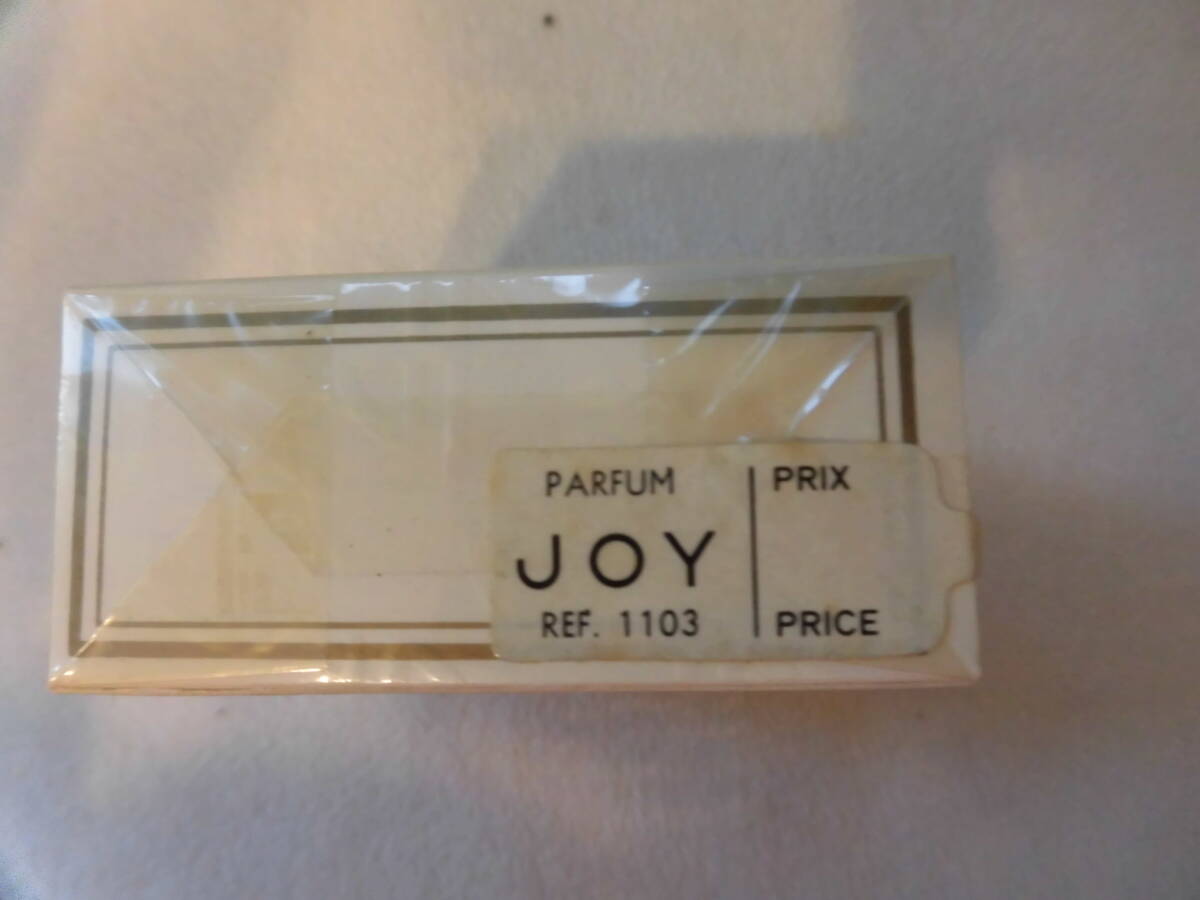 PARFUM
JOY
REF. 1103
PRIX
PRICE